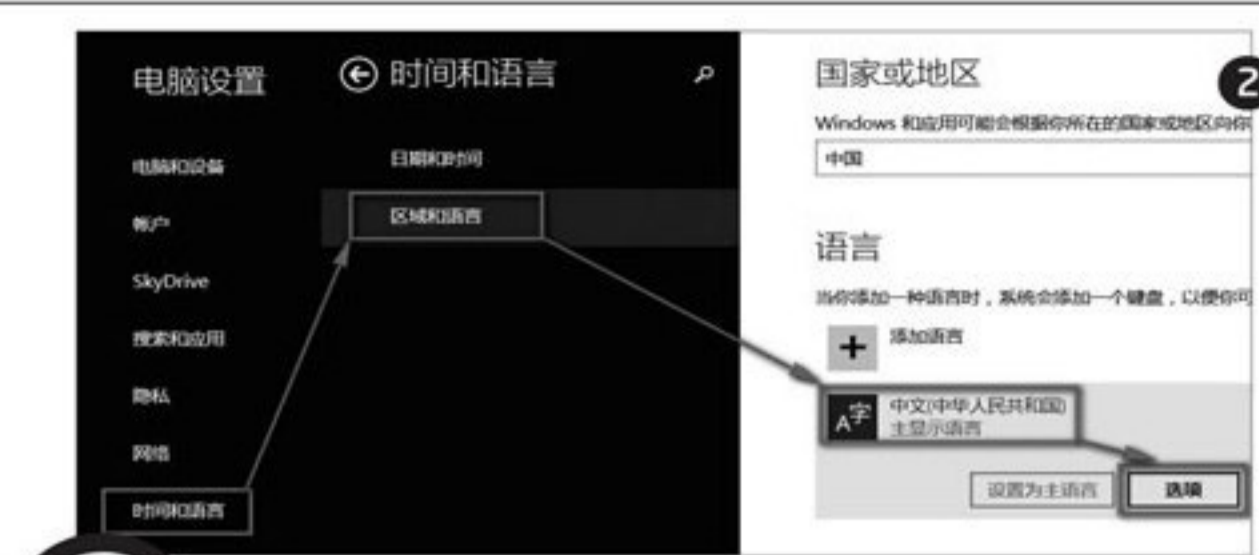 电脑设置
电脑和设备
帐户
SkyDrive
搜索和应用
隐私
网络
时间和语言
时间和语言
日期和时间
区域和语言
2
国家或地区
Windows 和应用可能会根据你所在的国家或地区向你
中国
语言
当你添加一种语言时，系统会添加一个键盘，以便你可
添加语言
A字 中文(中华人民共和国)
主显示语言
设置为主语言 选项